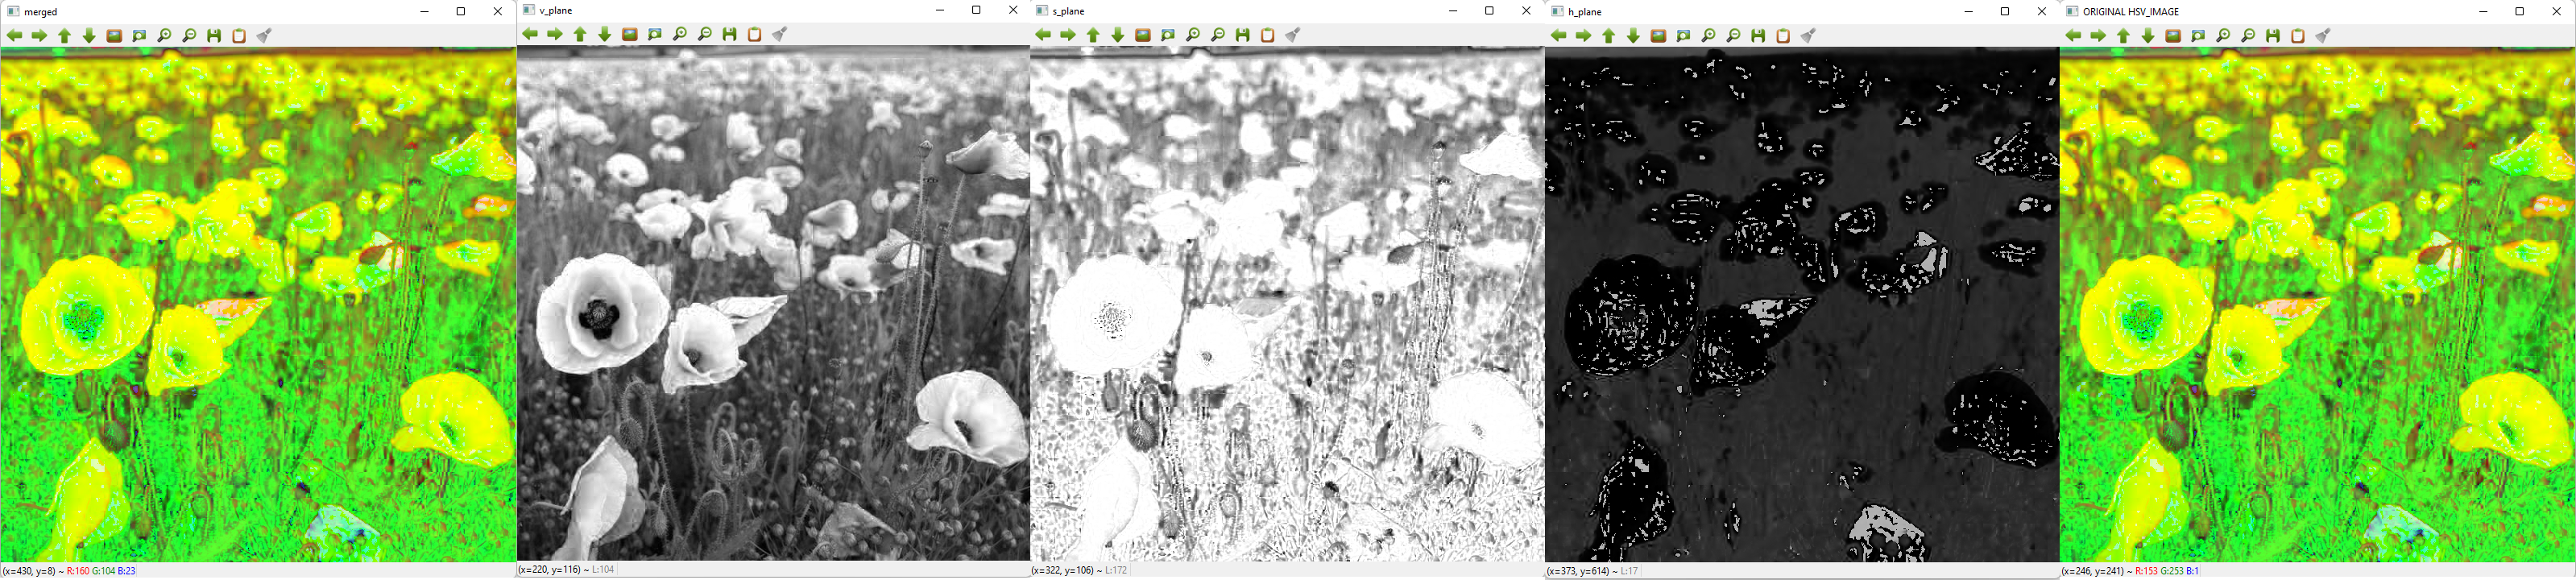 merged
v_plane
s_plane
h_plane
ORIGINAL HSV_IMAGE
(x=430, y=8) ~ R:160 G:104 B:23
(x=220, y=116) ~ L:104
(x=322, y=106) ~ L:172
(x=373, y=614) ~ L:17
(x=246, y=241) ~ R:153 G:253 B:1